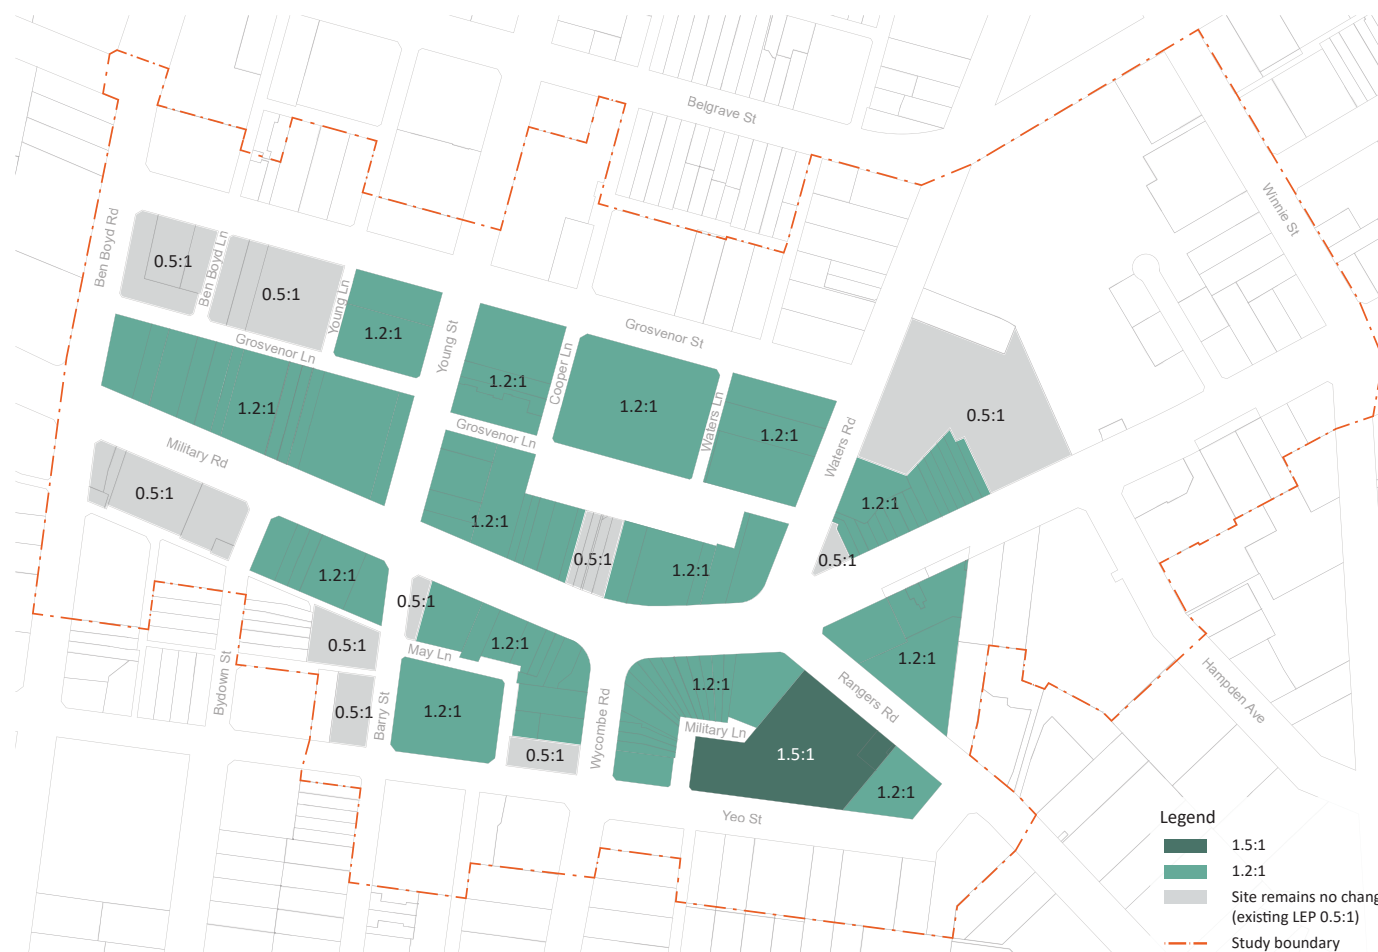 Belgrave St
Winnie St
Ben Boyd Rd
0.5:1
Ben Boyd Ln
0.5:1
Young Ln
1.2:1
Young St
Grosvenor St
Grosvenor Ln
1.2:1
1.2:1
Cooper Ln
1.2:1
Waters Ln
1.2:1
Waters Rd
0.5:1
Grosvenor Ln
Military Rd
0.5:1
1.2:1
0.5:1
1.2:1
1.2:1
0.5:1
1.2:1
0.5:1
1.2:1
1.2:1
0.5:1
May Ln
Bydown St
0.5:1
Barry St
1.2:1
0.5:1
Wycombe Rd
1.2:1
Military Ln
Rangers Rd
1.2:1
Hampden Ave
1.5:1
1.2:1
Yeo St
Legend
1.5:1
1.2:1
Site remains no chang
(existing LEP 0.5:1)
Study boundary